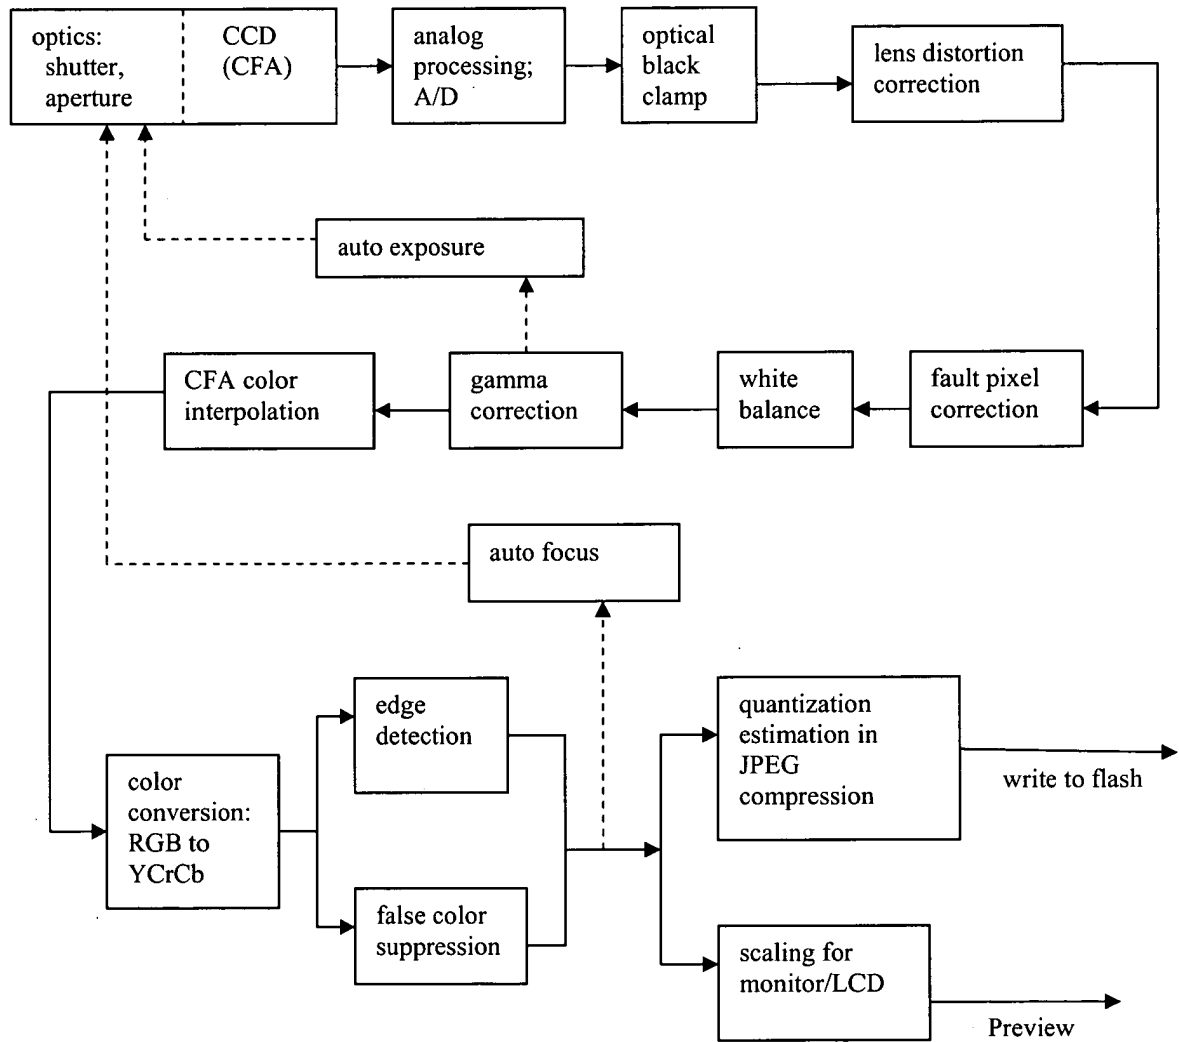 optics:
shutter,
aperture
CCD
(CFA)
analog
processing;
A/D
optical
black
clamp
lens distortion
correction
auto exposure
CFA color
interpolation
gamma
correction
white
balance
fault pixel
correction
auto focus
edge
detection
quantization
estimation in
JPEG
compression
write to flash
color
conversion:
RGB to
YCrCb
false color
suppression
scaling for
monitor/LCD
Preview